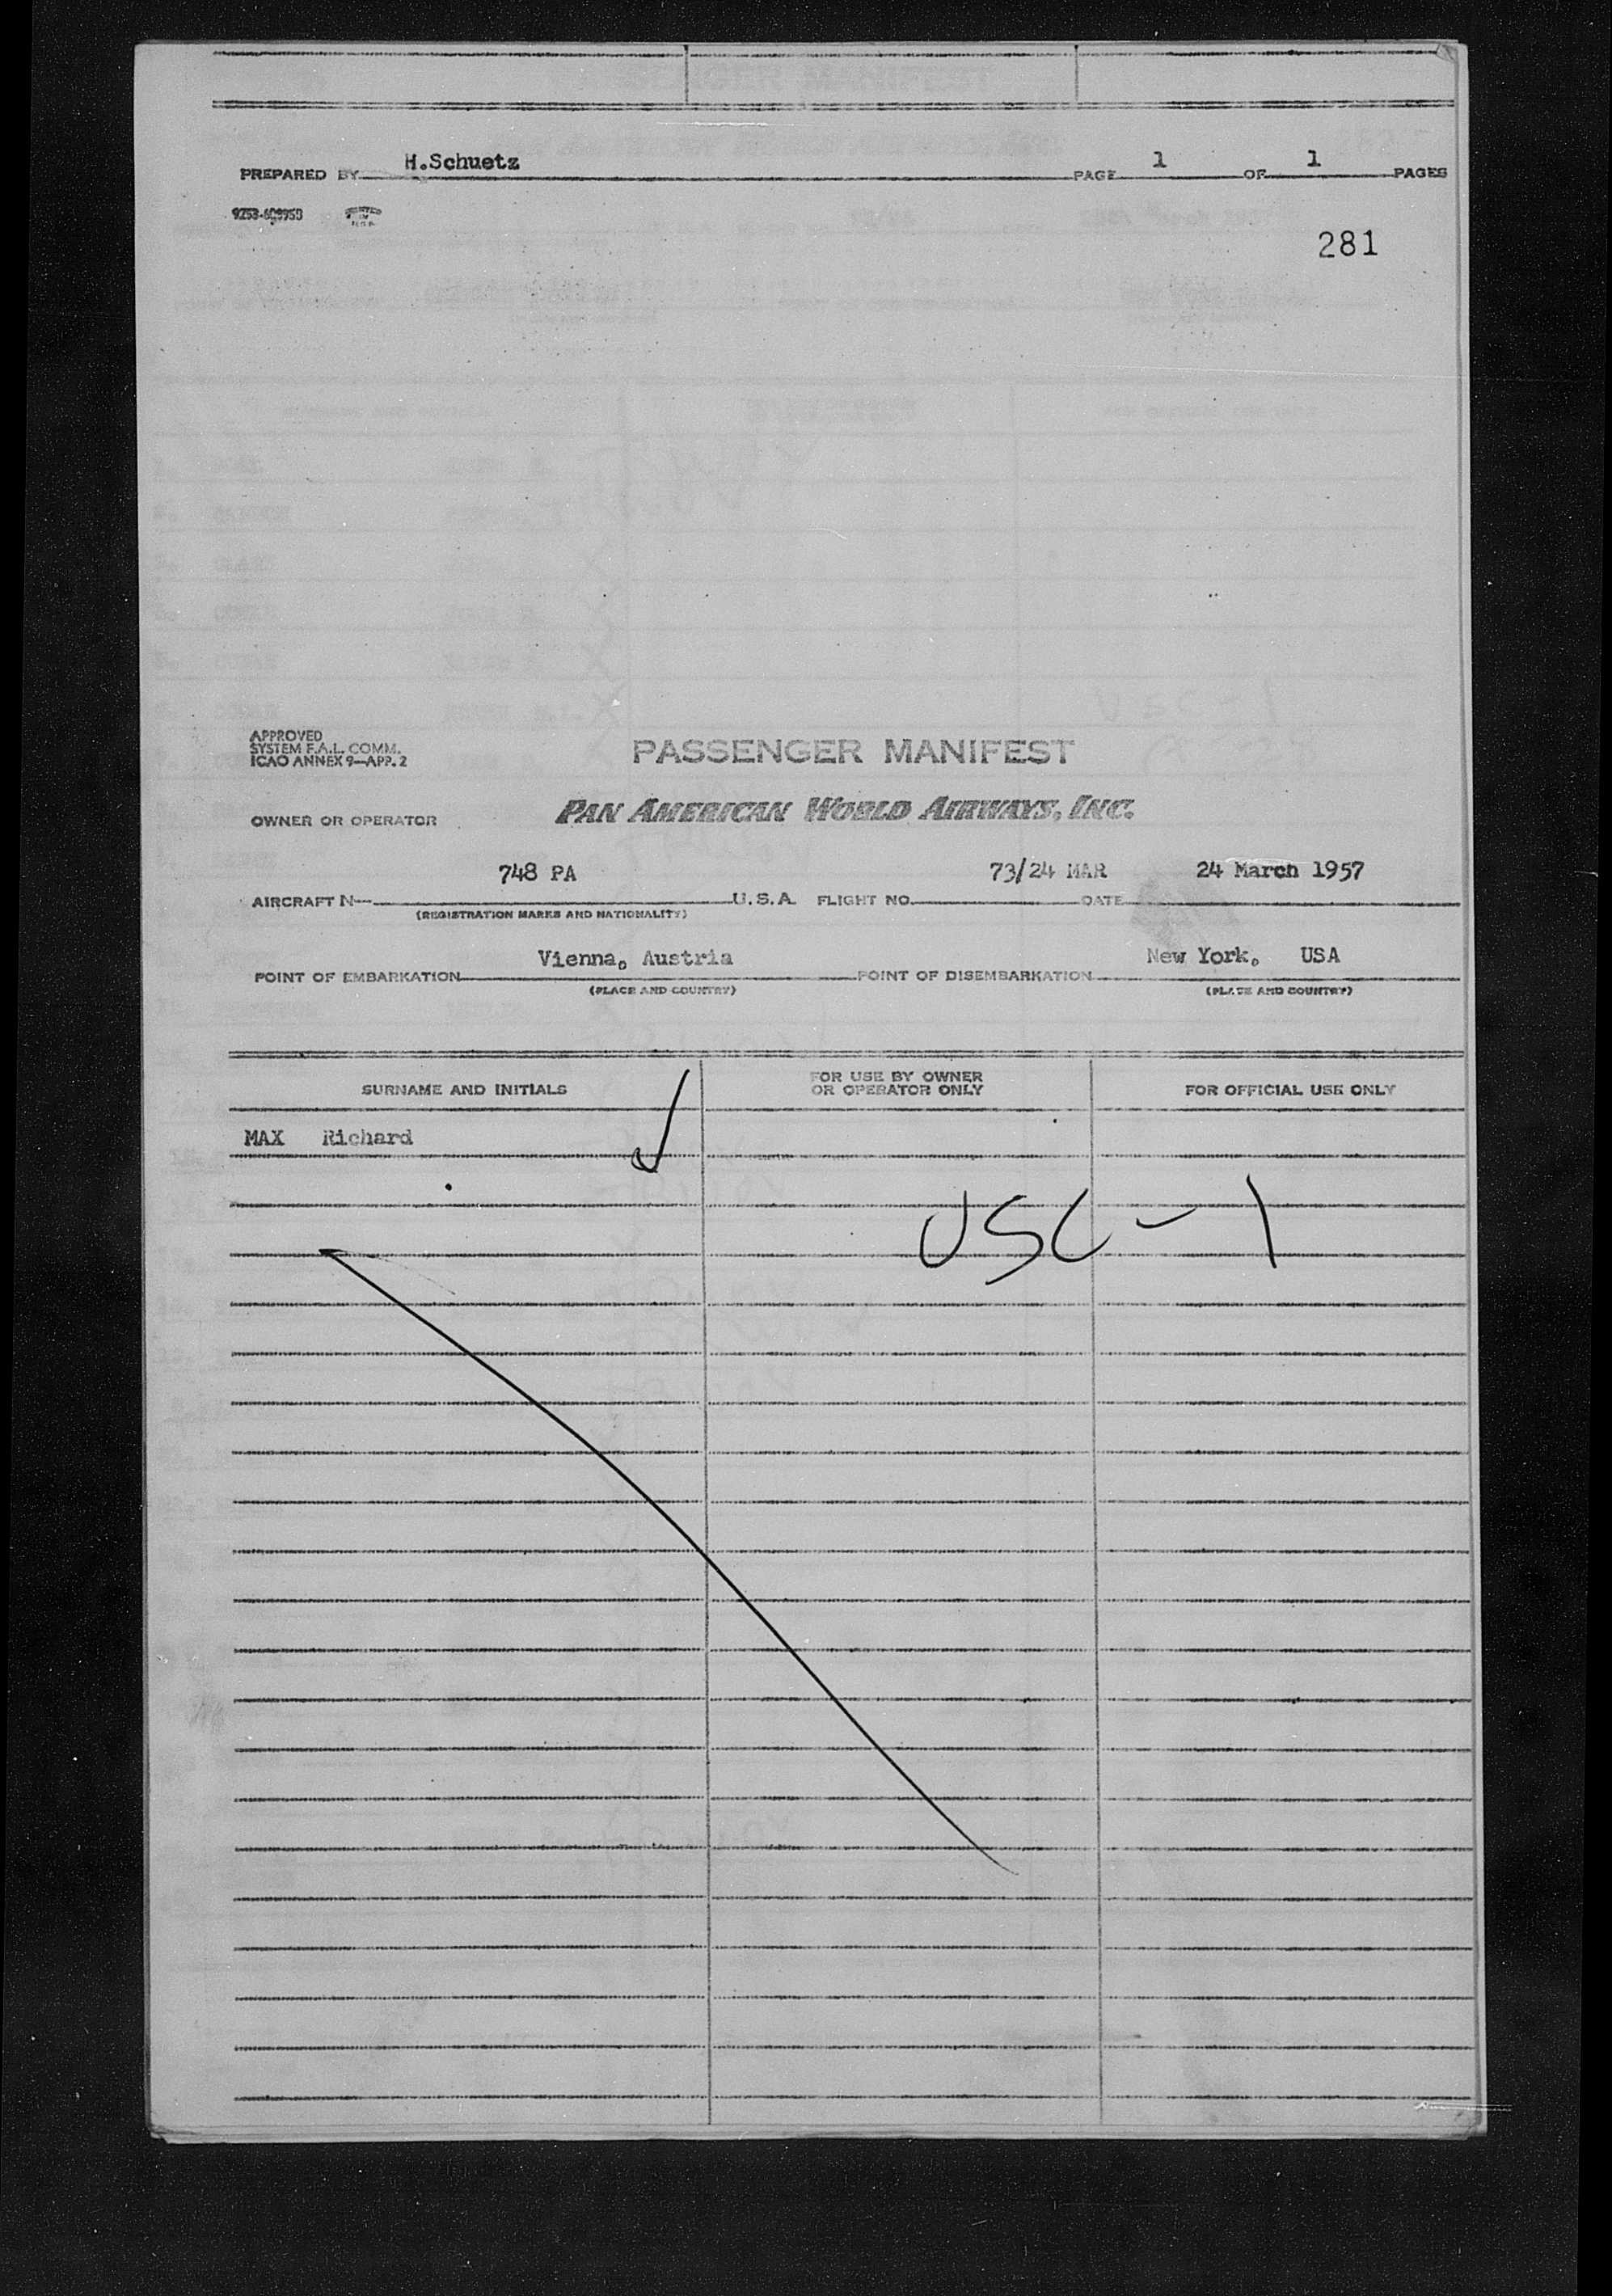 PREPARED BY H.Schuetz PAGE 1 OF 1 PAGES
PRINTED IN U.S.A.
281
APPROVED
SYSTEM F.A.L. COMM.
ICAO ANNEX 9—APP. 2
PASSENGER MANIFEST
OWNER OR OPERATOR PAN AMERICAN WORLD AIRWAYS, INC.
AIRCRAFT N— 748 PA U.S.A. FLIGHT NO. 73/24 MAR DATE 24 March 1957
(REGISTRATION MARKS AND NATIONALITY)
POINT OF EMBARKATION Vienna, Austria POINT OF DISEMBARKATION New York, USA
(PLACE AND COUNTRY) (PLACE AND COUNTRY)
SURNAME AND INITIALS FOR USE BY OWNER OR OPERATOR ONLY FOR OFFICIAL USE ONLY
MAX Richard
USC - 1